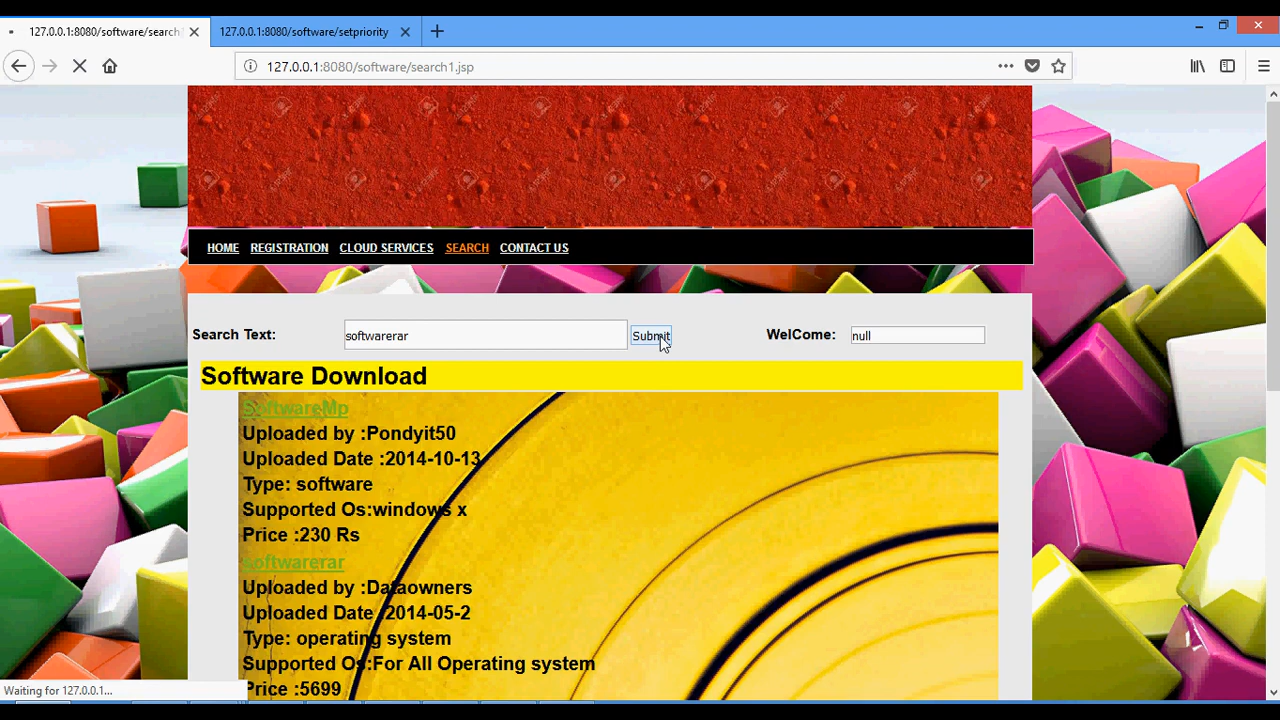 127.0.0.1:8080/software/search1
127.0.0.1:8080/software/setpriority
127.0.0.1:8080/software/search1.jsp
HOME REGISTRATION CLOUD SERVICES SEARCH CONTACT US
Search Text: softwarerar Submit WelCome: null
Software Download
SoftwareMp
Uploaded by :Pondyit50
Uploaded Date :2014-10-13
Type: software
Supported Os:windows x
Price :230 Rs
softwarerar
Uploaded by :Dataowners
Uploaded Date :2014-05-2
Type: operating system
Supported Os:For All Operating system
Price :5699
Waiting for 127.0.0.1...